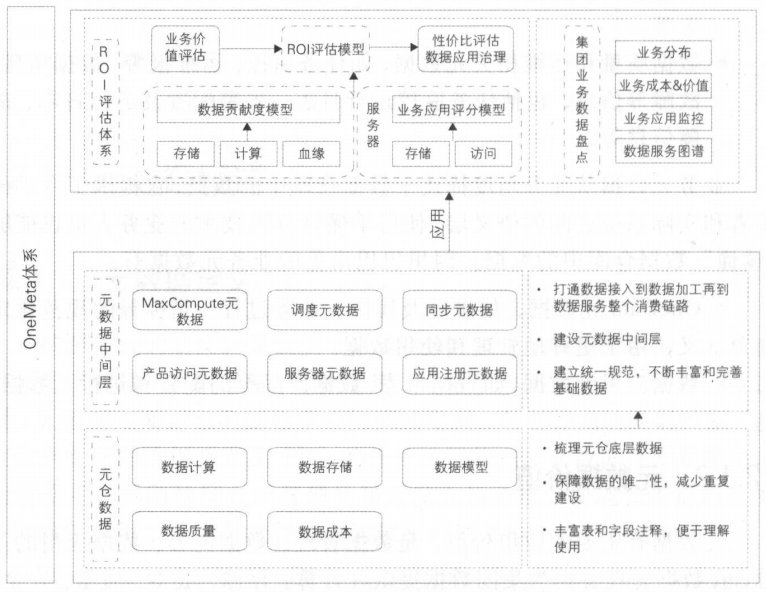 OneMeta体系
ROI评估体系
业务价
值评估
ROI评估模型
性价比评估
数据应用治理
数据贡献度模型
存储
计算
血缘
服务器
业务应用评分模型
存储
访问
集团业务数据盘点
业务分布
业务成本&价值
业务应用监控
数据服务图谱
应用
元数据中间层
MaxCompute元
数据
调度元数据
同步元数据
产品访问元数据
服务器元数据
应用注册元数据
• 打通数据接入到数据加工再到
数据服务整个消费链路
• 建设元数据中间层
• 建立统一规范，不断丰富和完善
基础数据
元仓数据
数据计算
数据存储
数据模型
数据质量
数据成本
• 梳理元仓底层数据
• 保障数据的唯一性，减少重复
建设
• 丰富表和字段注释，便于理解
使用